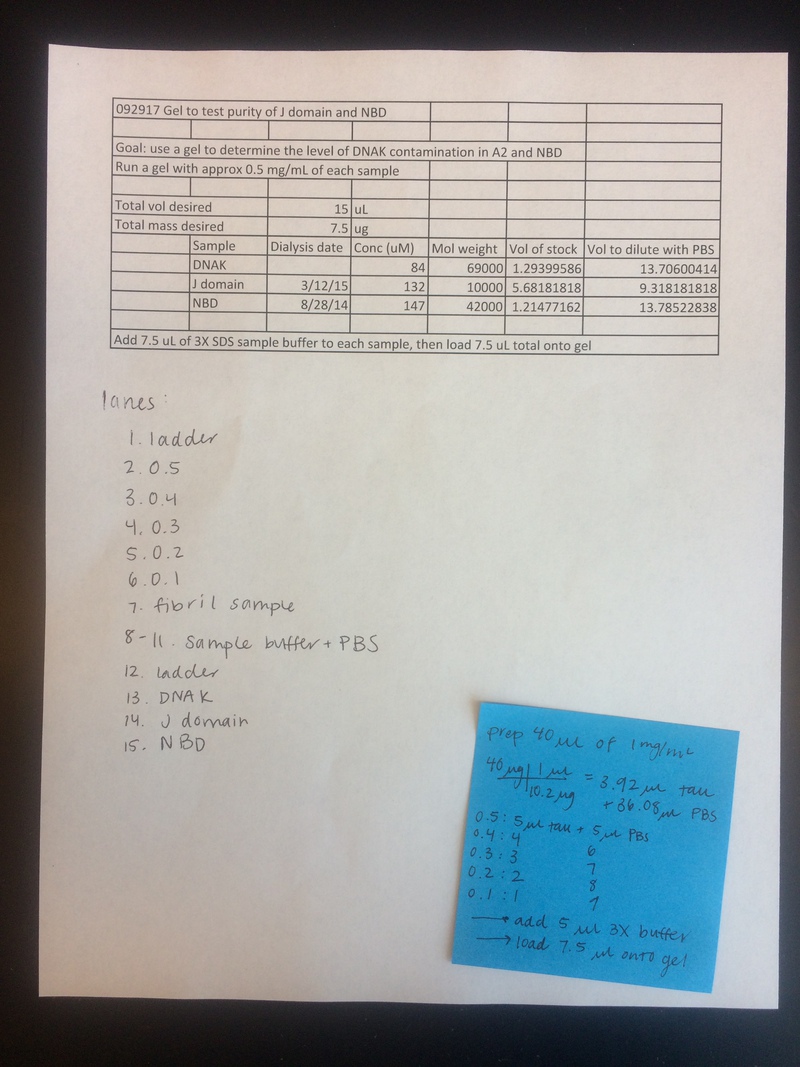 092917 Gel to test purity of J domain and NBD
Goal: use a gel to determine the level of DNAK contamination in A2 and NBD
Run a gel with approx 0.5 mg/mL of each sample
Total vol desired 15 uL
Total mass desired 7.5 ug
Sample Dialysis date Conc (uM) Mol weight Vol of stock Vol to dilute with PBS
DNAK 84 69000 1.29399586 13.70600414
J domain 3/12/15 132 10000 5.68181818 9.318181818
NBD 8/28/14 147 42000 1.21477162 13.78522838
Add 7.5 uL of 3X SDS sample buffer to each sample, then load 7.5 uL total onto gel
lanes:
1. ladder
2. 0.5
3. 0.4
4. 0.3
5. 0.2
6. 0.1
7. fibril sample
8-11. sample buffer + PBS
12. ladder
13. DNAK
14. J domain
15. NBD
prep 40 uL of 1mg/mL
40 µg | 1 µL = 3.92 µL tau
10.2 µg + 36.08 µL PBS
0.5: 5 µL tau + 5 µL PBS
0.4: 4 6
0.3: 3 7
0.2: 2 8
0.1: 1
→ add 5 µL 3X buffer
→ load 7.5 µL onto gel